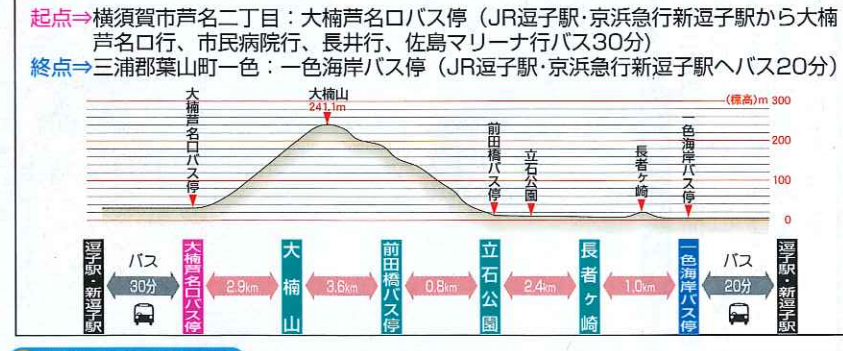 起点⇒横須賀市芦名二丁目：大楠芦名口バス停（JR逗子駅・京浜急行新逗子駅から大楠
芦名口行、市民病院行、長井行、佐島マリーナ行バス30分）
終点⇒三浦郡葉山町一色：一色海岸バス停（JR逗子駅・京浜急行新逗子駅へバス20分）
大楠芦名口バス停
大楠山
241.1m
前田橋バス停
立石公園
長者ヶ崎
一色海岸バス停
(標高)m 300
200
100
0
逗子駅・新逗子駅
バス
30分
大楠芦名口バス停
2.9km
大楠山
3.6km
前田橋バス停
0.8km
立石公園
2.4km
長者ヶ崎
1.0km
一色海岸バス停
バス
20分
逗子駅・新逗子駅